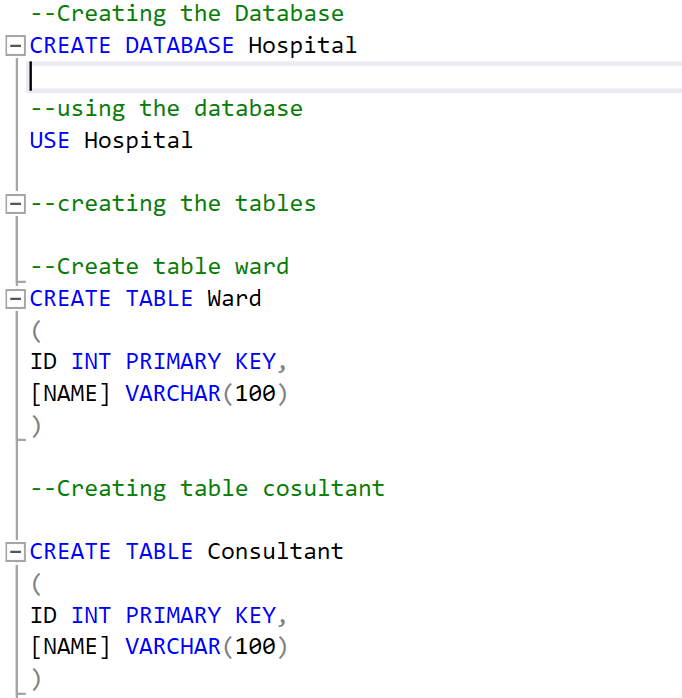 --Creating the Database
CREATE DATABASE Hospital
--using the database
USE Hospital
--creating the tables
--Create table ward
CREATE TABLE Ward
(
ID INT PRIMARY KEY,
[NAME] VARCHAR(100)
)
--Creating table cosultant
CREATE TABLE Consultant
(
ID INT PRIMARY KEY,
[NAME] VARCHAR(100)
)